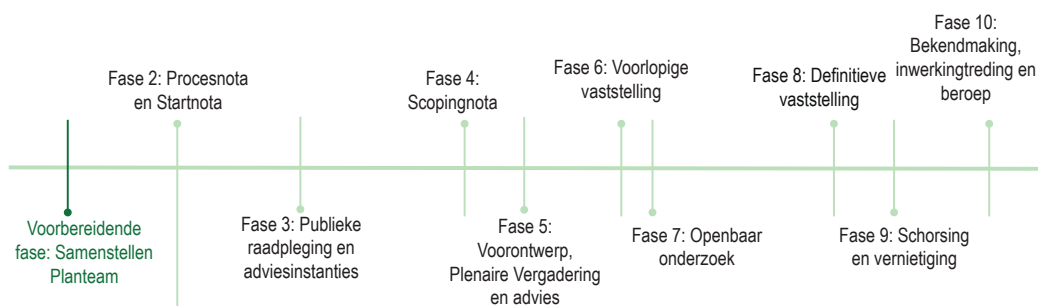 Voorbereidende
fase: Samenstellen
Planteam
Fase 2: Procesnota
en Startnota
Fase 3: Publieke
raadpleging en
adviesinstanties
Fase 4:
Scopingnota
Fase 5:
Voorontwerp,
Plenaire Vergadering
en advies
Fase 6: Voorlopige
vaststelling
Fase 7: Openbaar
onderzoek
Fase 8: Definitieve
vaststelling
Fase 9: Schorsing
en vernietiging
Fase 10:
Bekendmaking,
inwerkingtreding en
beroep